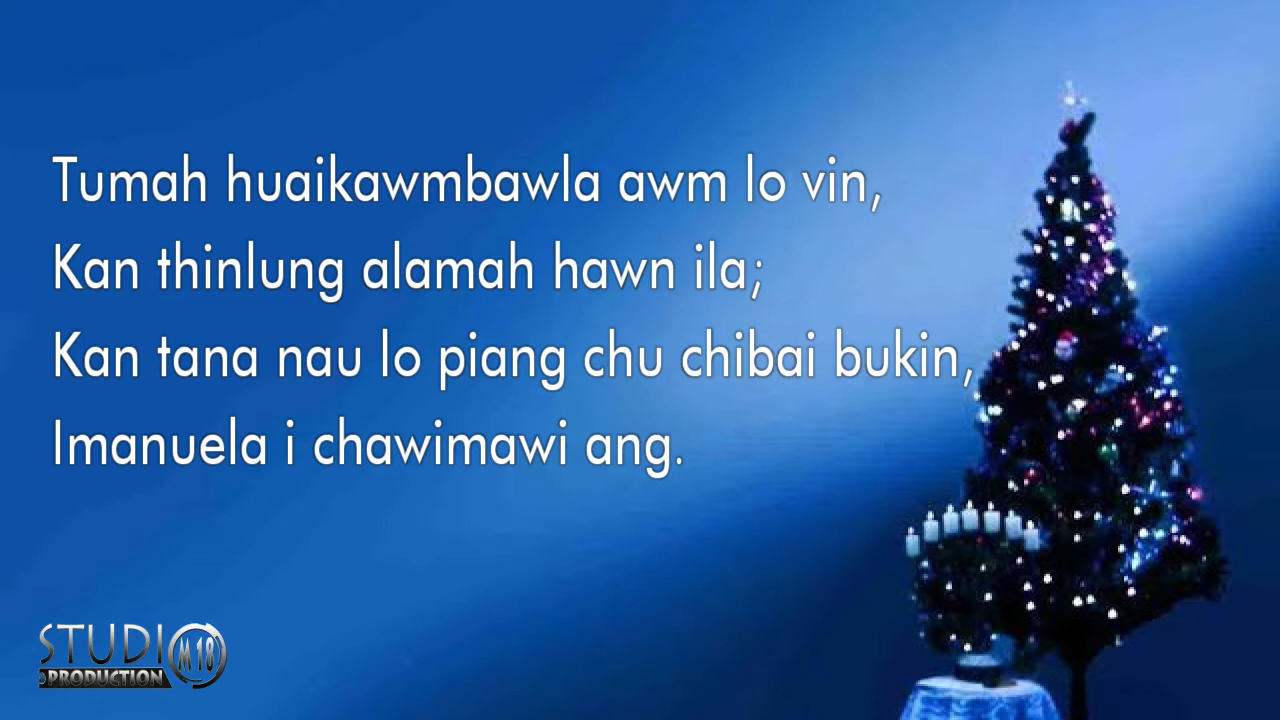 Tumah huaikawmbawla awm lo vin,
Kan thinlung alamah hawn ila;
Kan tana nau lo piang chu chibai bukin,
Imanuela i chawimawi ang.
STUDIO M18
PRODUCTION